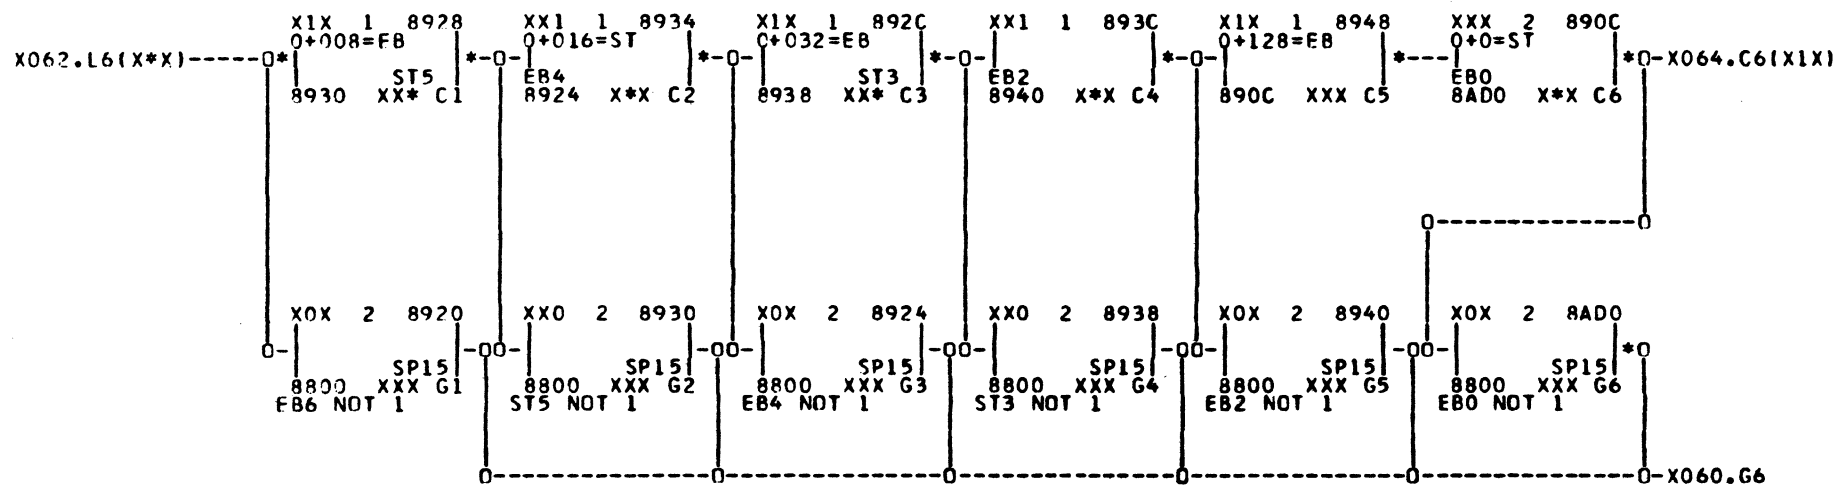 X1X 1 8928 XX1 1 8934 X1X 1 892C XX1 1 893C X1X 1 8948 XXX 2 890C
0+008=EB 0+016=ST 0+032=EB 0+128=EB 0+0=ST
X062.L6(X*X)-----O* *-O- *-O- *-O- *-O- *--- *O-X064.C6(X1X)
ST5 EB4 ST3 EB2 EB0
8930 XX* C1 8924 X*X C2 8938 XX* C3 8940 X*X C4 890C XXX C5 8AD0 X*X C6
O---------------O
X0X 2 8920 XX0 2 8930 X0X 2 8924 XX0 2 8938 X0X 2 8940 X0X 2 8AD0
O- -OO- -OO- -OO- -OO- -OO- *O
SP15 SP15 SP15 SP15 SP15 SP15
8800 XXX G1 8800 XXX G2 8800 XXX G3 8800 XXX G4 8800 XXX G5 8800 XXX G6
EB6 NOT 1 ST5 NOT 1 EB4 NOT 1 ST3 NOT 1 EB2 NOT 1 EB0 NOT 1
O---------------O---------------O---------------O---------------O---------------O-X060.G6